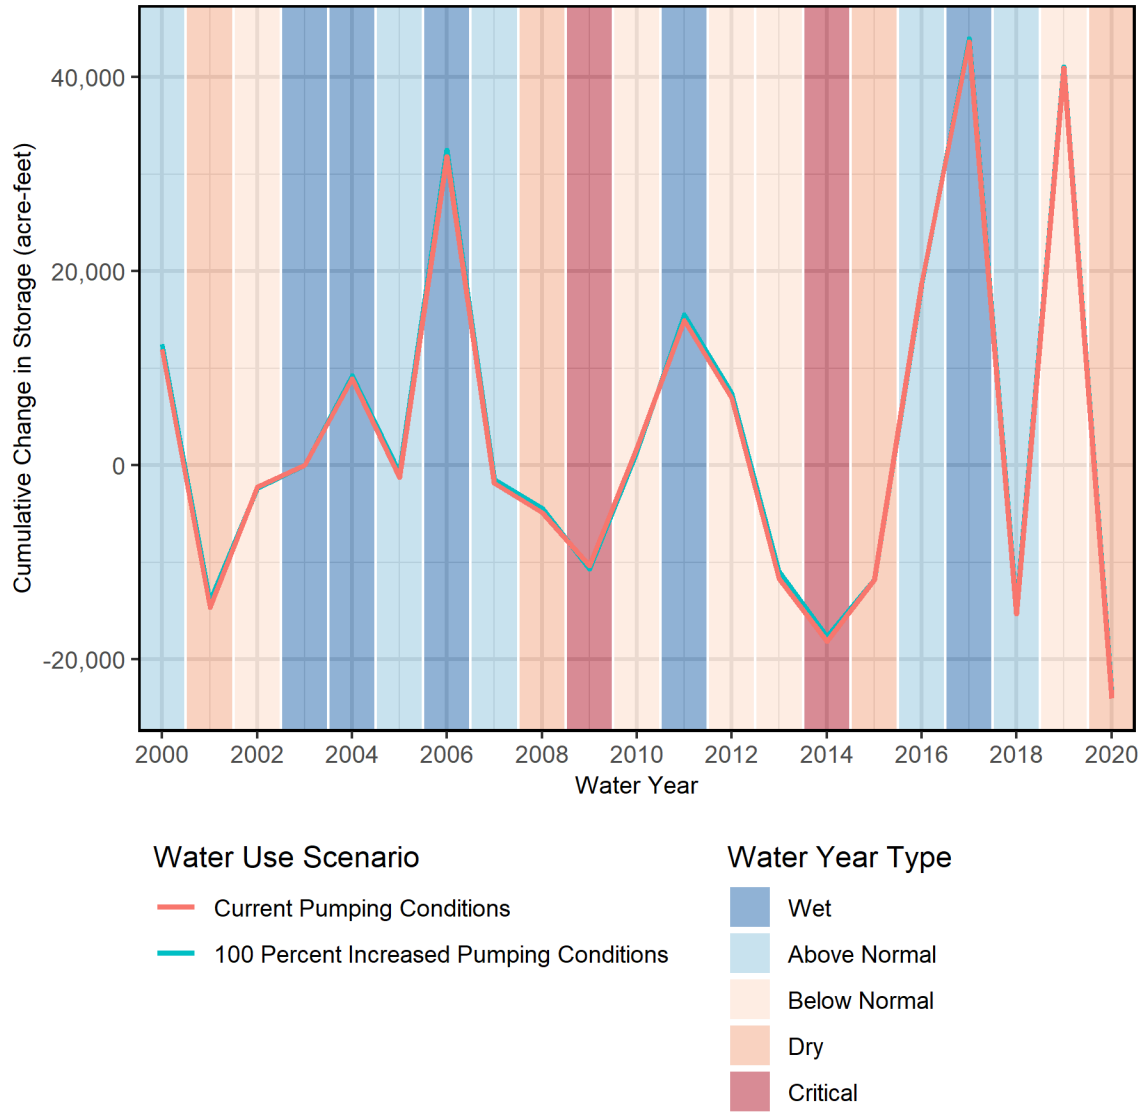 Cumulative Change in Storage (acre-feet)
40,000
20,000
0
-20,000
2000 2002 2004 2006 2008 2010 2012 2014 2016 2018 2020
Water Year
Water Use Scenario
Current Pumping Conditions
100 Percent Increased Pumping Conditions
Water Year Type
Wet
Above Normal
Below Normal
Dry
Critical